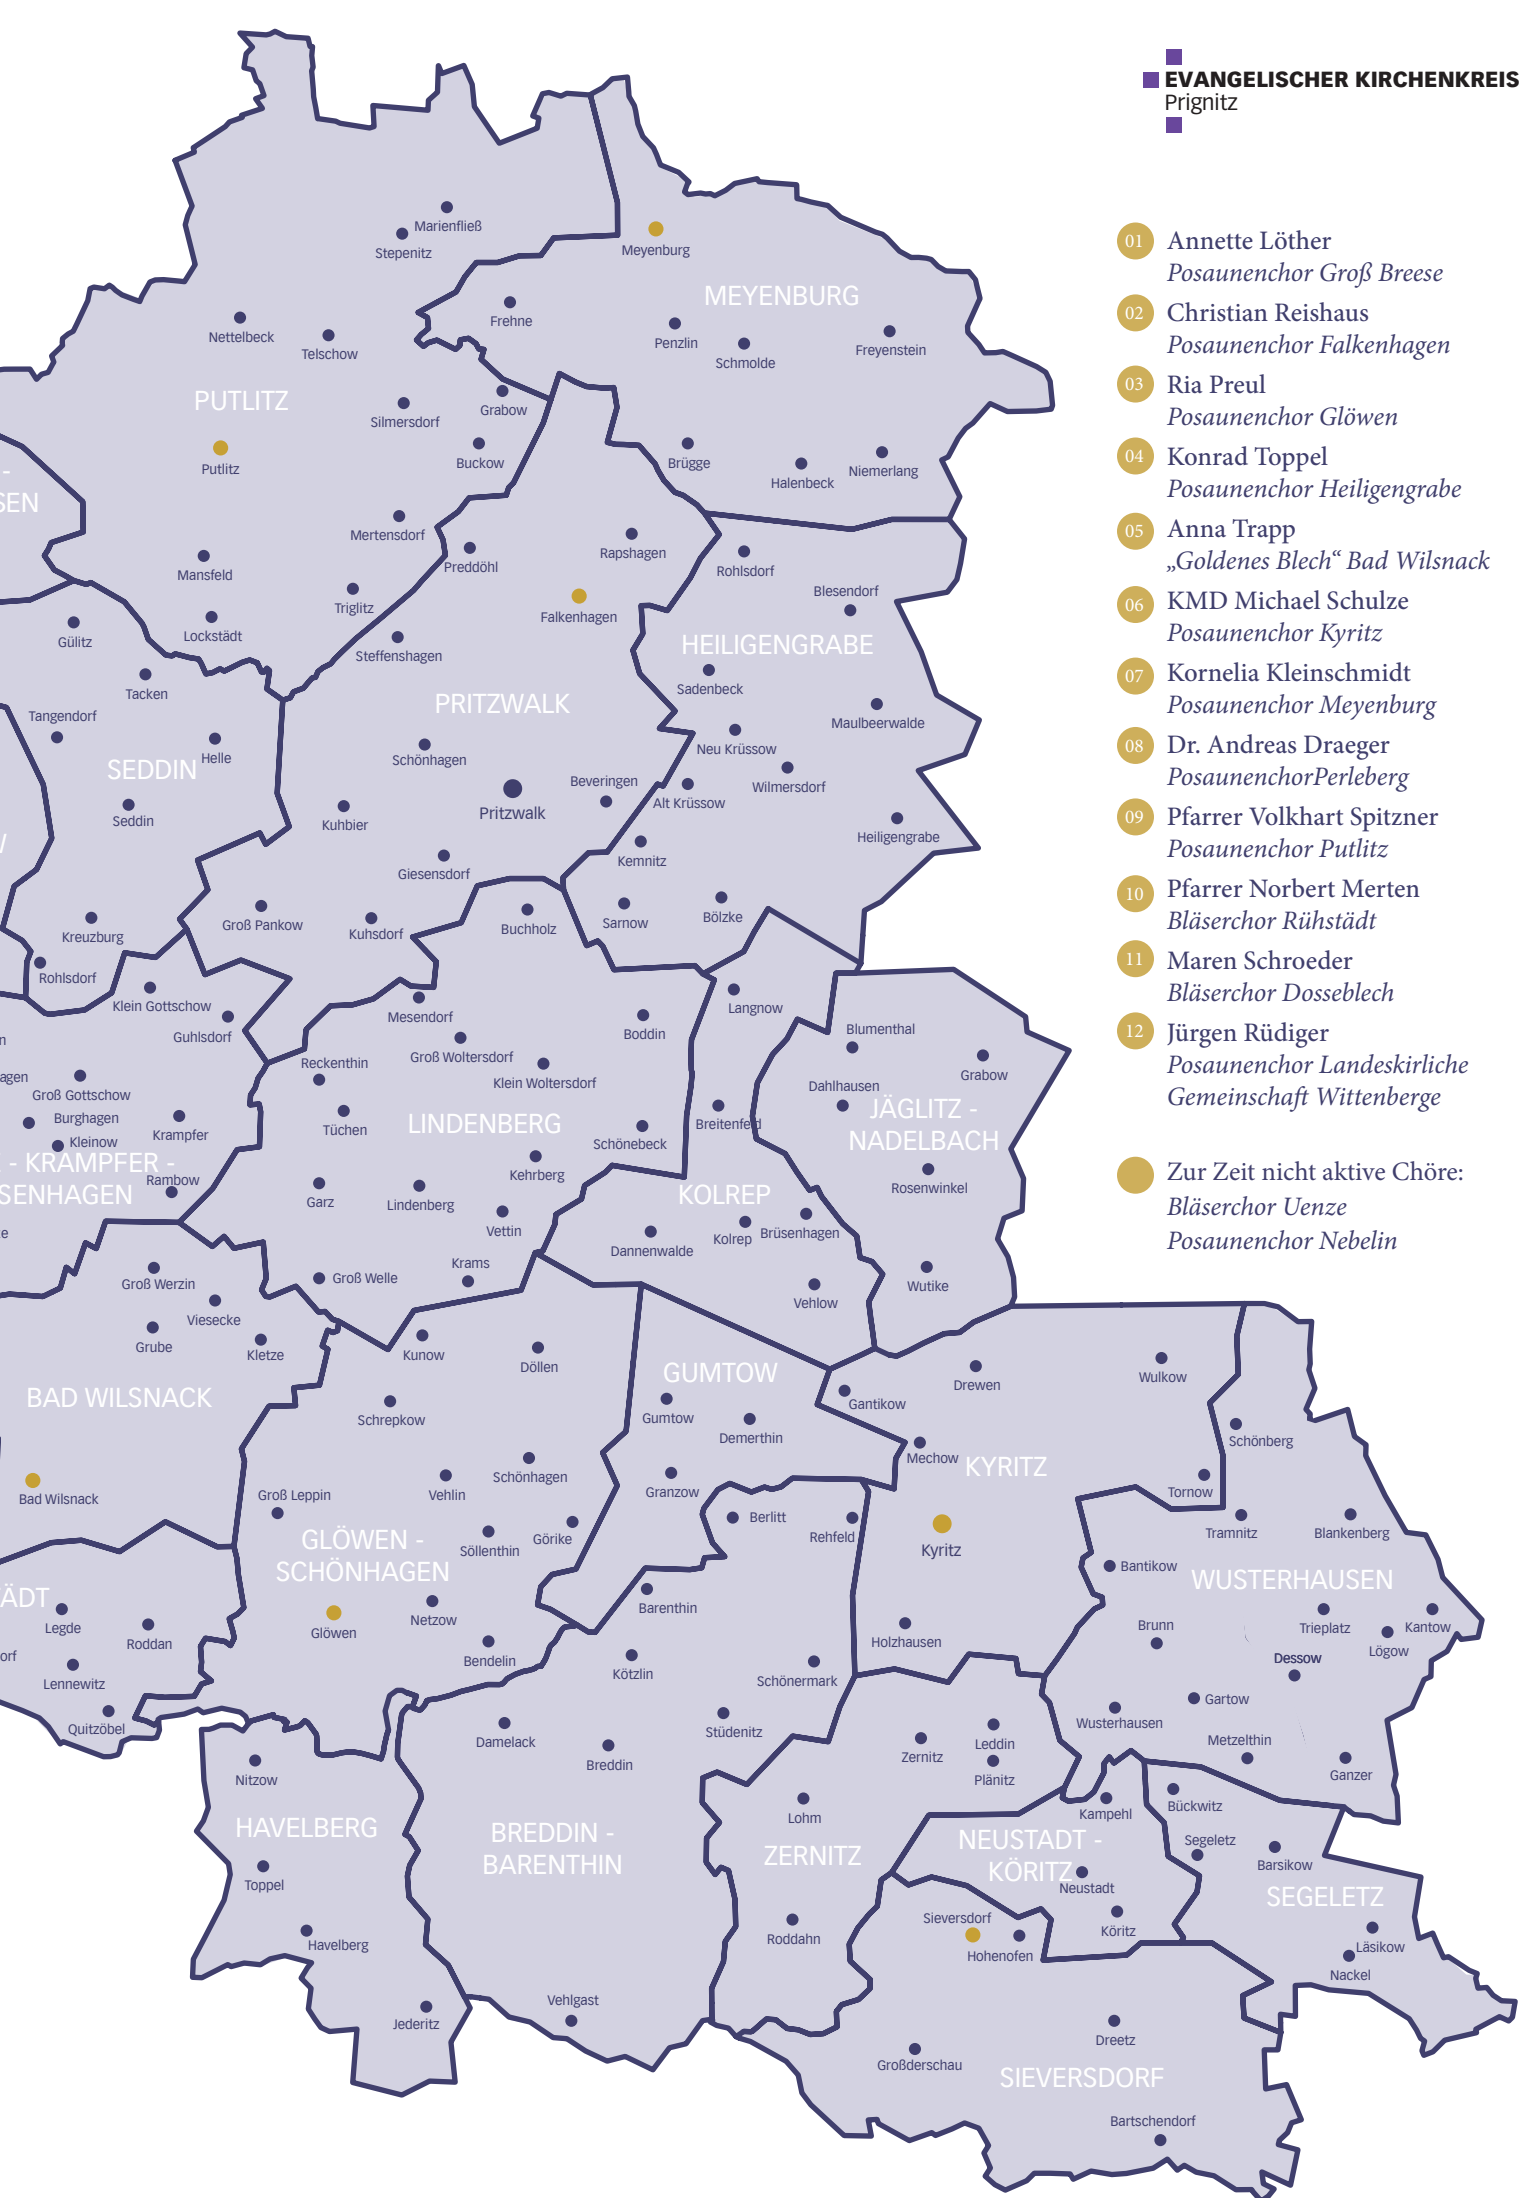 EVANGELISCHER KIRCHENKREIS
Prignitz
01 Annette Löther
Posaunenchor Groß Breese
02 Christian Reishaus
Posaunenchor Falkenhagen
03 Ria Preul
Posaunenchor Glöwen
04 Konrad Toppel
Posaunenchor Heiligengrabe
05 Anna Trapp
„Goldenes Blech“ Bad Wilsnack
06 KMD Michael Schulze
Posaunenchor Kyritz
07 Kornelia Kleinschmidt
Posaunenchor Meyenburg
08 Dr. Andreas Draeger
PosaunenchorPerleberg
09 Pfarrer Volkhart Spitzner
Posaunenchor Putlitz
10 Pfarrer Norbert Merten
Bläserchor Rühstädt
11 Maren Schroeder
Bläserchor Dosseblech
12 Jürgen Rüdiger
Posaunenchor Landeskirliche
Gemeinschaft Wittenberge
Zur Zeit nicht aktive Chöre:
Bläserchor Uenze
Posaunenchor Nebelin
Marienfließ
Stepenitz
Nettelbeck
Telschow
PUTLITZ
Silmersdorf
Grabow
Buckow
Putlitz
Mertensdorf
Mansfeld
Triglitz
Lockstädt
Meyenburg
MEYENBURG
Frehne
Penzlin
Schmolde
Freyenstein
Brügge
Halenbeck
Niemerlang
-
SEN
Gülitz
Tacken
Tangendorf
Helle
SEDDIN
Seddin
Kreuzburg
Rohlsdorf
W
Rapshagen
Preddöhl
Falkenhagen
Steffenshagen
PRITZWALK
Schönhagen
Beveringen
Pritzwalk
Kuhbier
Giesensdorf
Groß Pankow
Kuhsdorf
Rohlsdorf
Blesendorf
HEILIGENGRABE
Sadenbeck
Maulbeerwalde
Neu Krüssow
Wilmersdorf
Alt Krüssow
Heiligengrabe
Kemnitz
Sarnow
Bölzke
Klein Gottschow
Guhlsdorf
n
agen
Groß Gottschow
Burghagen
Kleinow
Krampfer
- KRAMPFER -
SENHAGEN
Rambow
e
Buchholz
Mesendorf
Boddin
Groß Woltersdorf
Reckenthin
Klein Woltersdorf
LINDENBERG
Tüchen
Schönebeck
Kehrberg
Garz
Lindenberg
Vettin
Krams
Groß Welle
Langnow
Breitenfeld
KOLREP
Kolrep
Brüsenhagen
Dannenwalde
Vehlow
Blumenthal
Grabow
Dahlhausen
JÄGLITZ -
NADELBACH
Rosenwinkel
Wutike
Groß Werzin
Viesecke
Grube
Kletze
BAD WILSNACK
Bad Wilsnack
ÄDT
Legde
Roddan
orf
Lennewitz
Quitzöbel
Kunow
Döllen
Schrepkow
Schönhagen
Vehlin
Groß Leppin
GLÖWEN -
SCHÖNHAGEN
Söllenthin
Görike
Netzow
Glöwen
Bendelin
GUMTOW
Gumtow
Demerthin
Granzow
Drewen
Wulkow
Gantikow
Mechow
KYRITZ
Tornow
Kyritz
Holzhausen
Schönberg
Tramnitz
Blankenberg
Bantikow
WUSTERHAUSEN
Brunn
Trieplatz
Kantow
Lögow
Dessow
Gartow
Wusterhausen
Metzelthin
Ganzer
Berlitt
Rehfeld
Barenthin
Kötzlin
Schönermark
Stüdenitz
Damelack
Breddin
BREDDIN -
BARENTHIN
Vehlgast
Nitzow
HAVELBERG
Toppel
Havelberg
Jederitz
Zernitz
Leddin
Plänitz
Lohm
ZERNITZ
Roddahn
Kampehl
NEUSTADT -
KÖRITZ
Neustadt
Köritz
Bückwitz
Segeletz
Barsikow
SEGELETZ
Läsikow
Nackel
Sieversdorf
Hohenofen
Dreetz
Großderschau
SIEVERSDORF
Bartschendorf